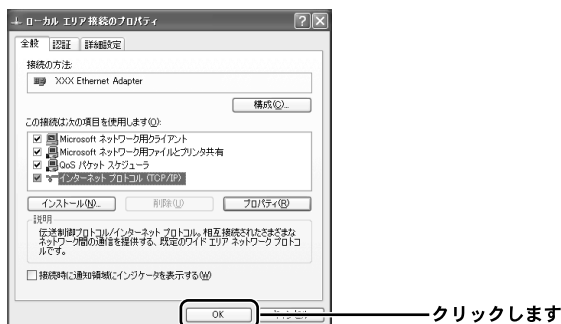 ローカル エリア接続のプロパティ
全般 認証 詳細設定
接続の方法:
XXX Ethernet Adapter
構成(C)...
この接続は次の項目を使用します(O):
Microsoft ネットワーク用クライアント
Microsoft ネットワーク用ファイルとプリンタ共有
QoS パケット スケジューラ
インターネット プロトコル (TCP/IP)
インストール(N)... 削除(U) プロパティ(R)
説明
伝送制御プロトコル/インターネット プロトコル。相互接続されたさまざまな
ネットワーク間の通信を提供する、既定のワイド エリア ネットワーク プロトコ
ルです。
接続時に通知領域にインジケータを表示する(W)
OK キャンセル
クリックします